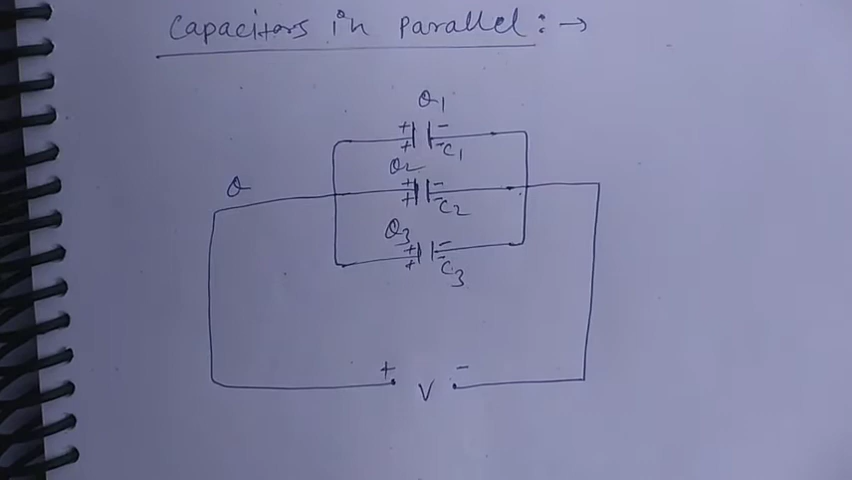 Capacitors in Parallel :→
Q1
+ -
+ - C1
Q2
Q
+ -
+ - C2
Q3
+ -
+ - C3
+ V -